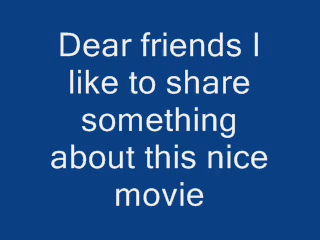 Dear friends I
like to share
something
about this nice
movie